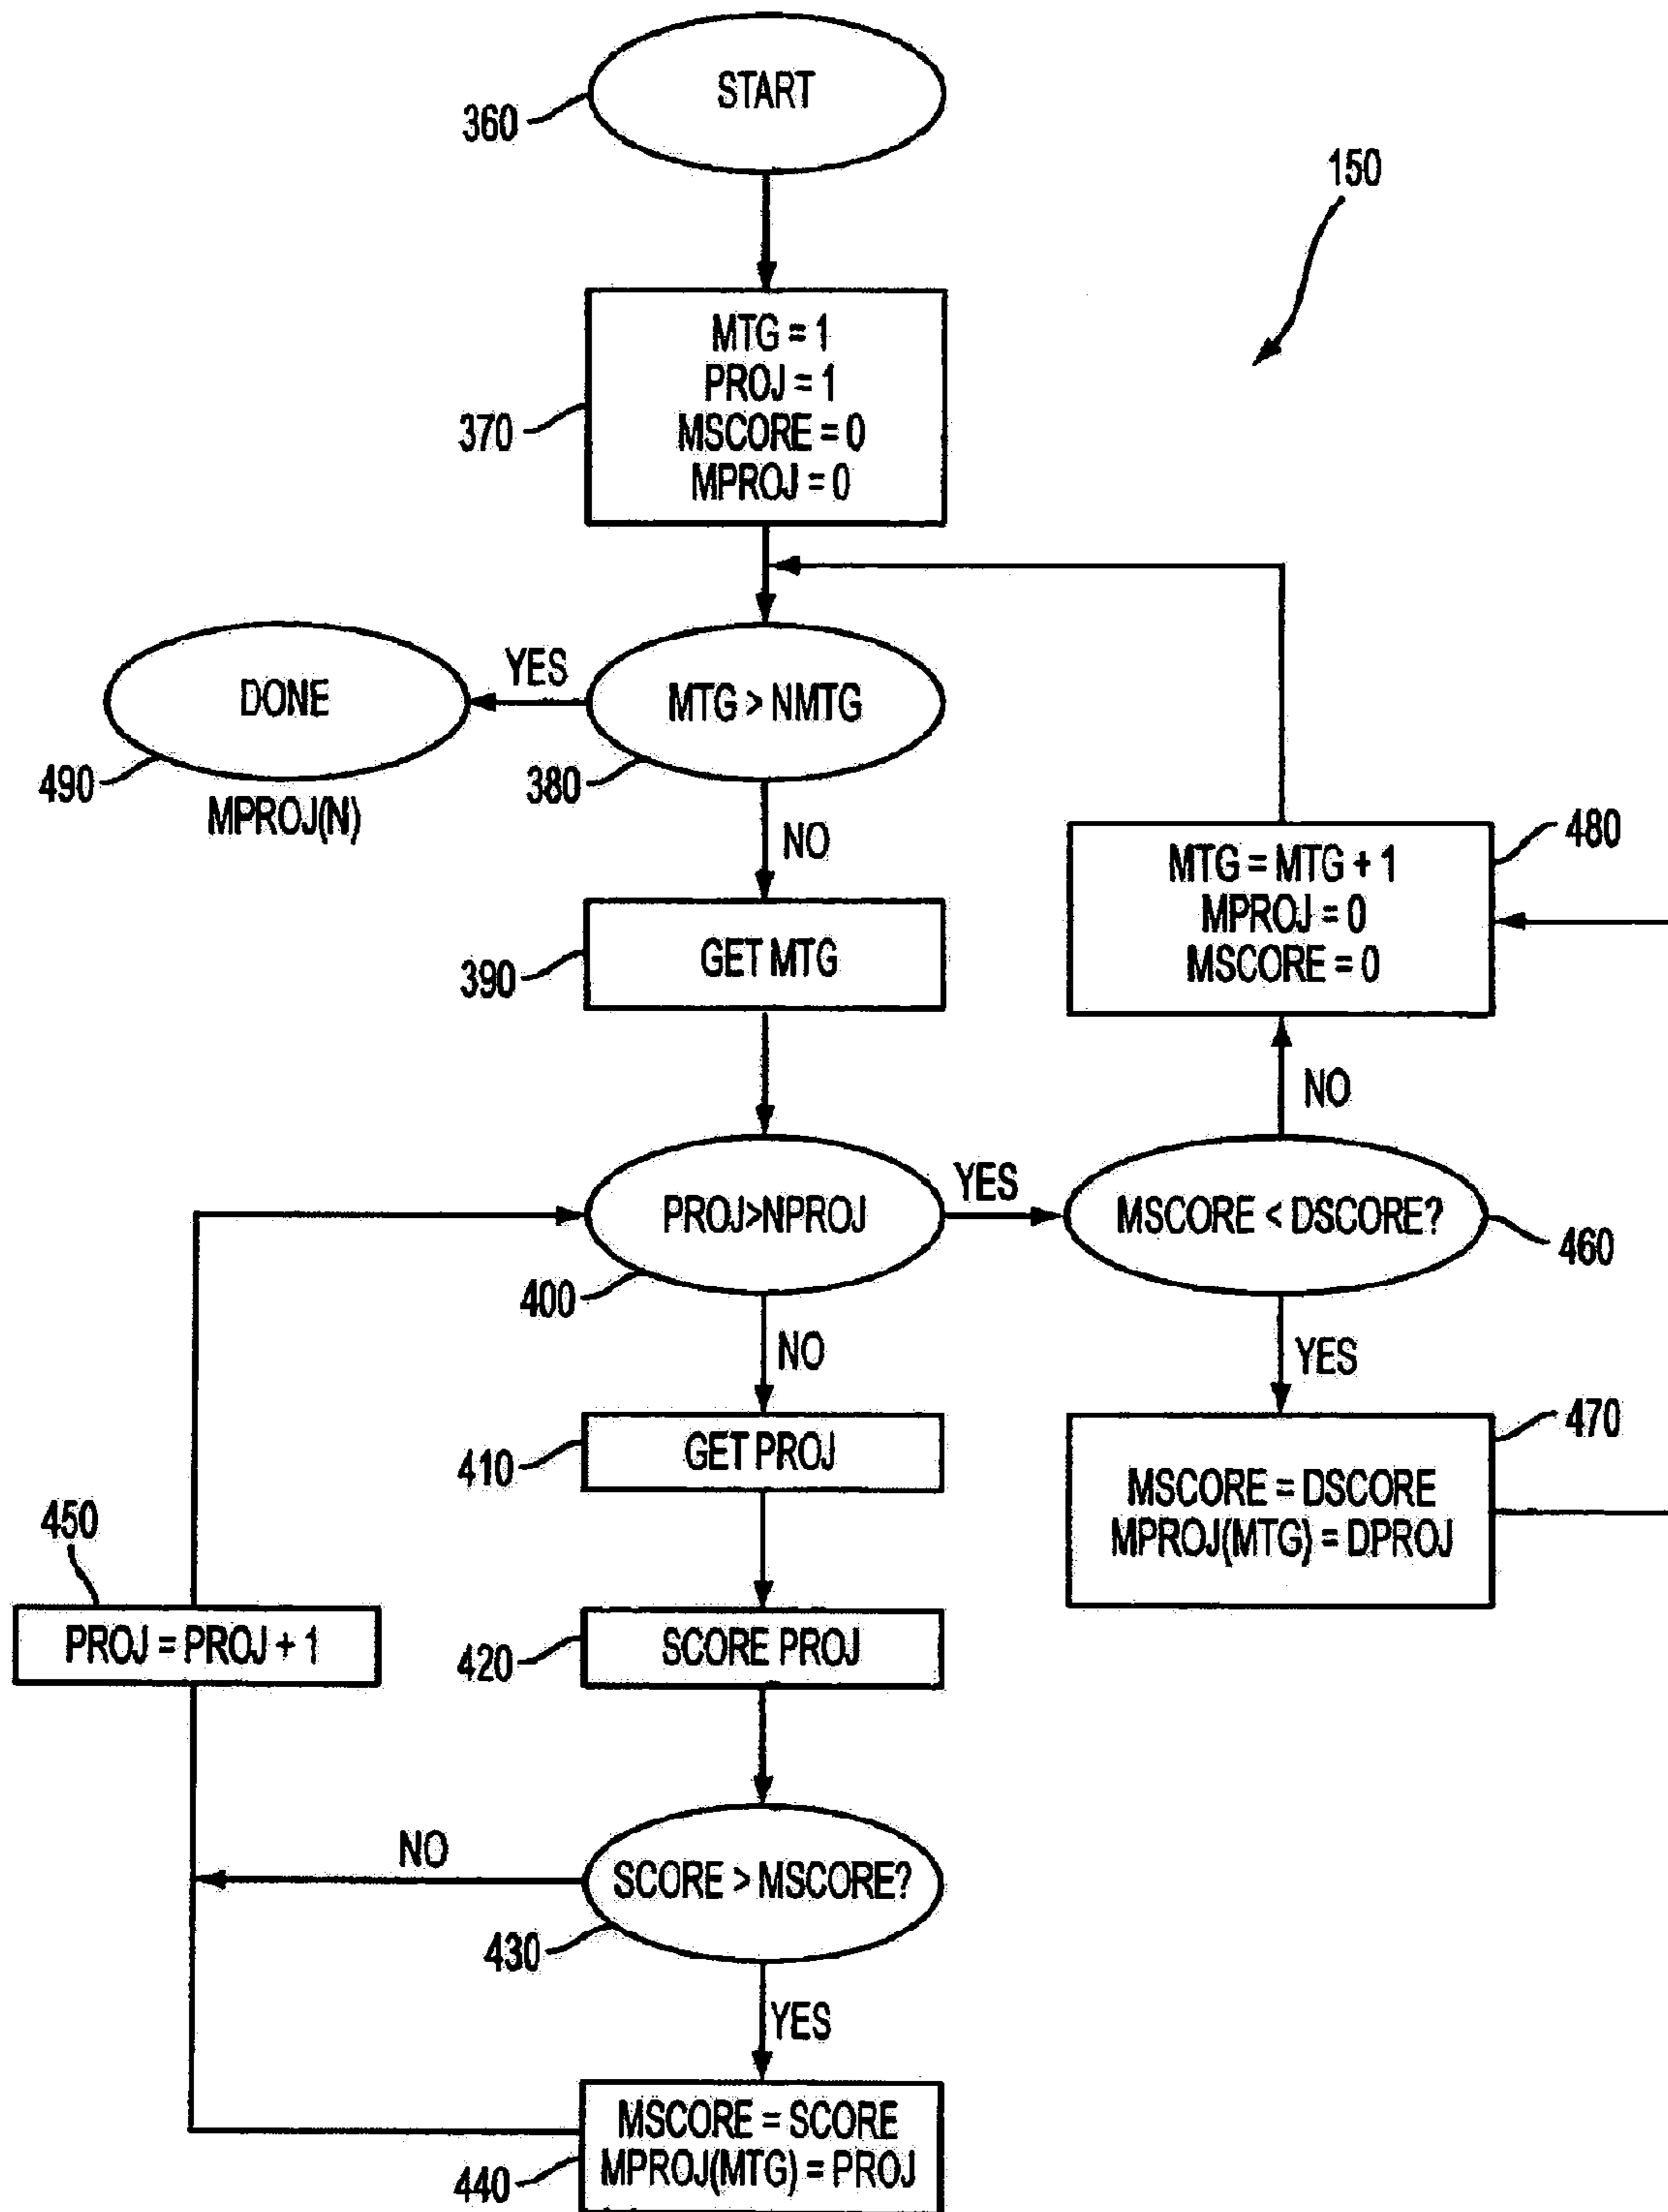 START
360
150
MTG = 1
PROJ = 1
MSCORE = 0
MPROJ = 0
370
DONE
YES
MTG > NMTG
490
380
MPROJ(N)
NO
480
MTG = MTG + 1
MPROJ = 0
MSCORE = 0
GET MTG
390
NO
PROJ>NPROJ
YES
MSCORE < DSCORE?
460
400
NO
YES
GET PROJ
410
470
MSCORE = DSCORE
MPROJ(MTG) = DPROJ
450
PROJ = PROJ + 1
SCORE PROJ
420
NO
SCORE > MSCORE?
430
YES
MSCORE = SCORE
MPROJ(MTG) = PROJ
440